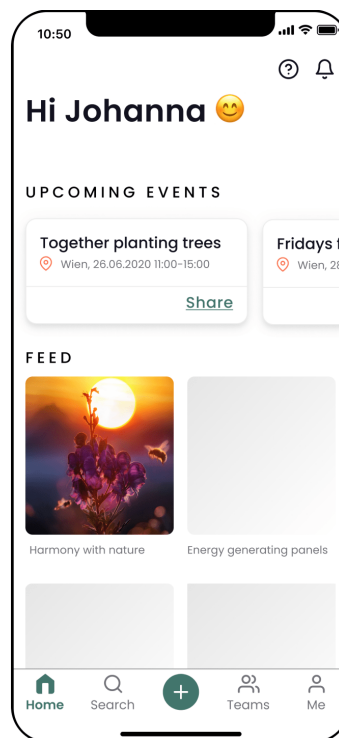 10:50
Hi Johanna 😊
UPCOMING EVENTS
Together planting trees
Wien, 26.06.2020 11:00-15:00
Share
Fridays f
Wien, 28
FEED
Harmony with nature
Energy generating panels
Home
Search
Teams
Me